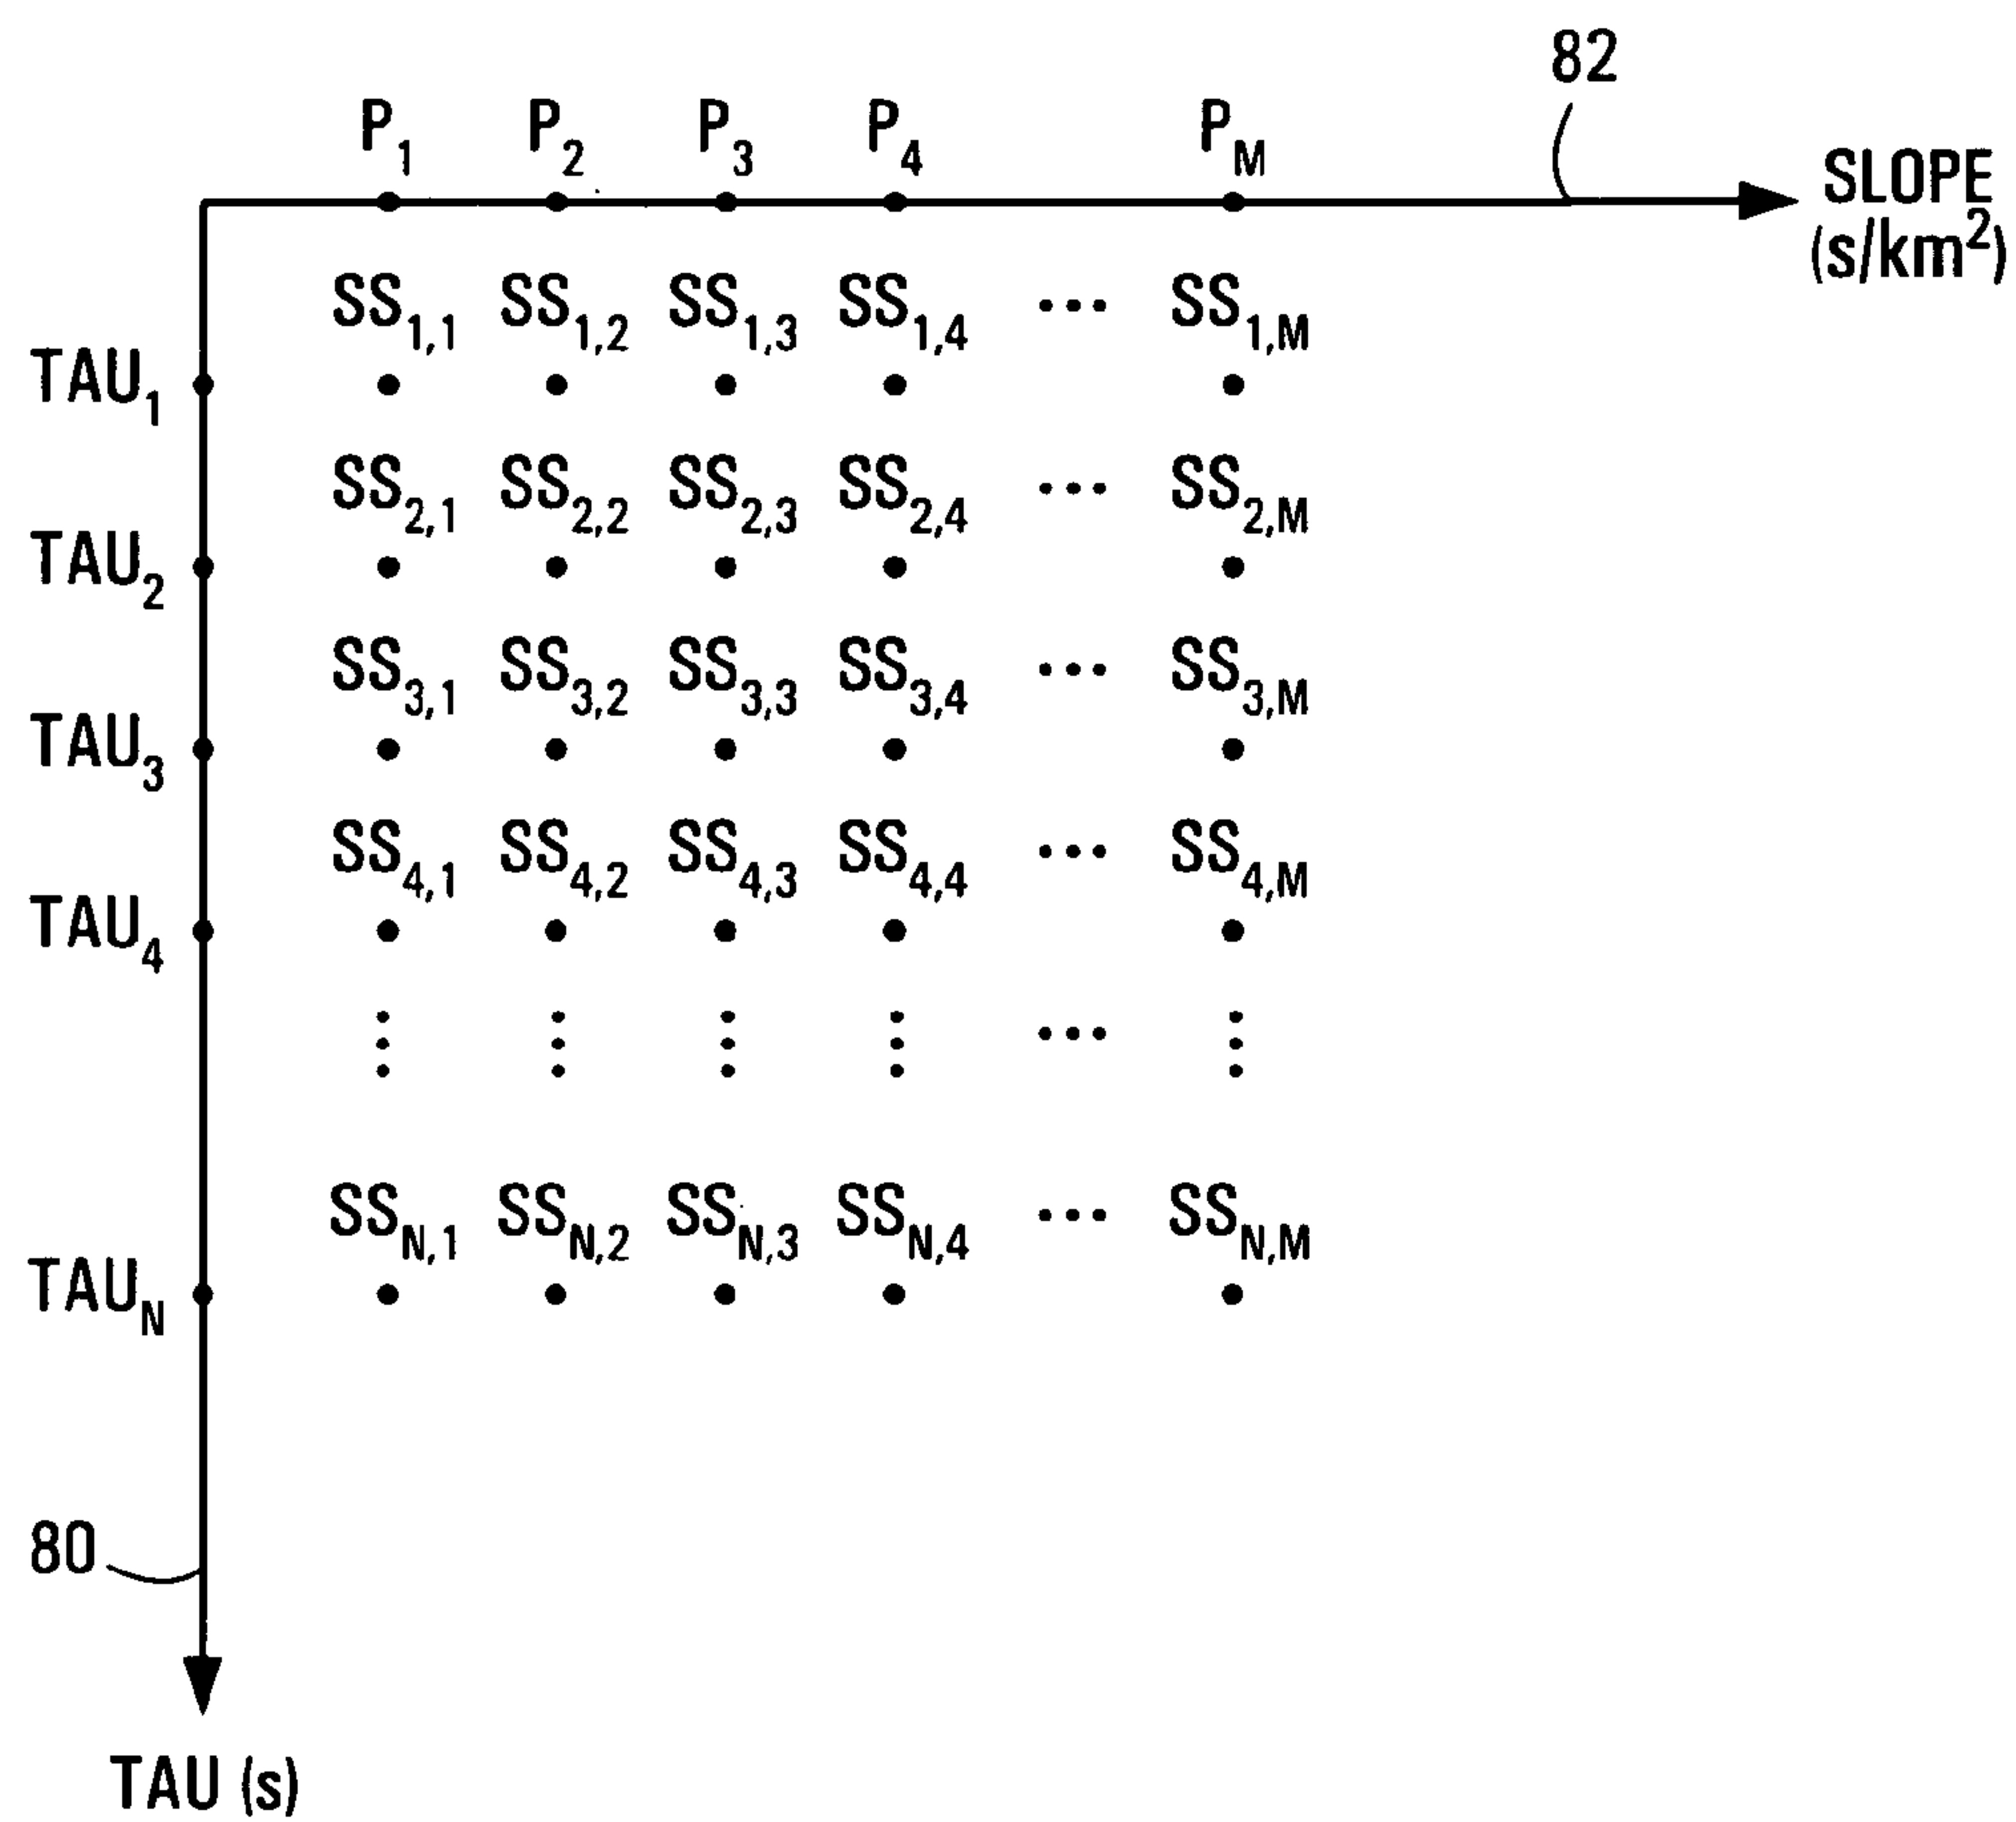 82
P1 P2 P3 P4 PM
SLOPE
(s/km²)
SS1,1 SS1,2 SS1,3 SS1,4 ... SS1,M
TAU1
SS2,1 SS2,2 SS2,3 SS2,4 ... SS2,M
TAU2
SS3,1 SS3,2 SS3,3 SS3,4 ... SS3,M
TAU3
SS4,1 SS4,2 SS4,3 SS4,4 ... SS4,M
TAU4
SSN,1 SSN,2 SSN,3 SSN,4 ... SSN,M
TAUN
80
TAU (s)